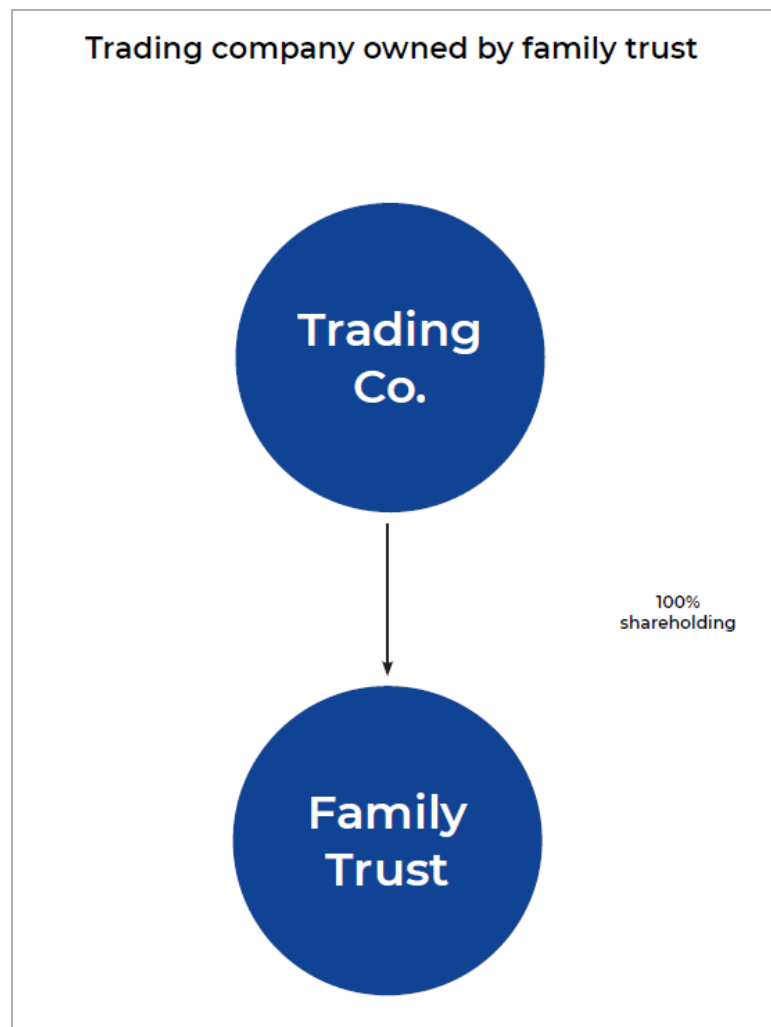 Trading company owned by family trust
Trading
Co.
100%
shareholding
Family
Trust